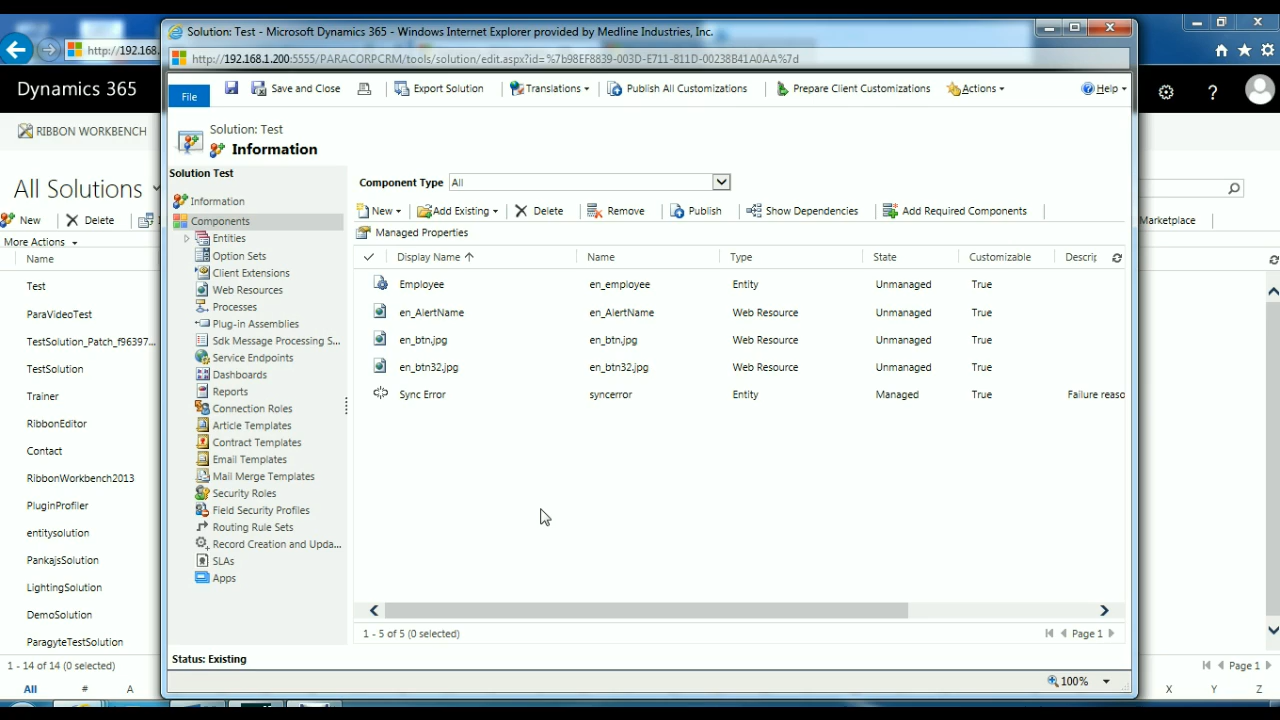 Solution: Test - Microsoft Dynamics 365 - Windows Internet Explorer provided by Medline Industries, Inc.
http://192.168.
http://192.168.1.200:5555/PARACORPCRM/tools/solution/edit.aspx?id=%7b98EF8839-003D-E711-811D-00238B41A0AA%7d
Dynamics 365
File
Save and Close
Export Solution
Translations
Publish All Customizations
Prepare Client Customizations
Actions
Help
?
RIBBON WORKBENCH
Solution: Test
Information
All Solutions
New
Delete
More Actions
Name
Test
ParaVideoTest
TestSolution_Patch_f96397...
TestSolution
Trainer
RibbonEditor
Contact
RibbonWorkbench2013
PluginProfiler
entitysolution
PankajsSolution
LightingSolution
DemoSolution
ParagyteTestSolution
1 - 14 of 14 (0 selected)
All # A
Solution Test
Information
Components
Entities
Option Sets
Client Extensions
Web Resources
Processes
Plug-in Assemblies
Sdk Message Processing S...
Service Endpoints
Dashboards
Reports
Connection Roles
Article Templates
Contract Templates
Email Templates
Mail Merge Templates
Security Roles
Field Security Profiles
Routing Rule Sets
Record Creation and Upda...
SLAs
Apps
Status: Existing
Component Type All
New Add Existing Delete Remove Publish Show Dependencies Add Required Components
Managed Properties
Display Name Name Type State Customizable Descrip
Employee en_employee Entity Unmanaged True
en_AlertName en_AlertName Web Resource Unmanaged True
en_btn.jpg en_btn.jpg Web Resource Unmanaged True
en_btn32.jpg en_btn32.jpg Web Resource Unmanaged True
Sync Error syncerror Entity Managed True Failure reaso
1 - 5 of 5 (0 selected)
Page 1
100%
Marketplace
Page 1
X Y Z